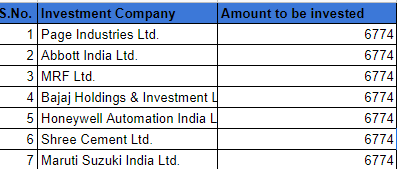 S.No. Investment Company Amount to be invested
1 Page Industries Ltd. 6774
2 Abbott India Ltd. 6774
3 MRF Ltd. 6774
4 Bajaj Holdings & Investment L 6774
5 Honeywell Automation India L 6774
6 Shree Cement Ltd. 6774
7 Maruti Suzuki India Ltd. 6774